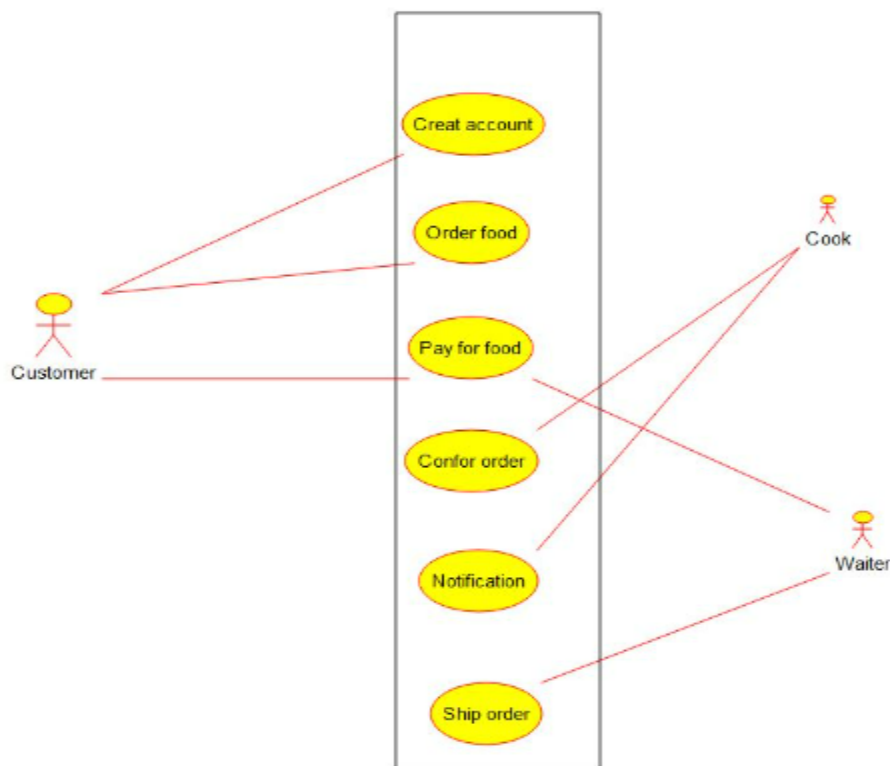 Creat account
Order food
Cook
Pay for food
Customer
Confor order
Waiter
Notification
Ship order